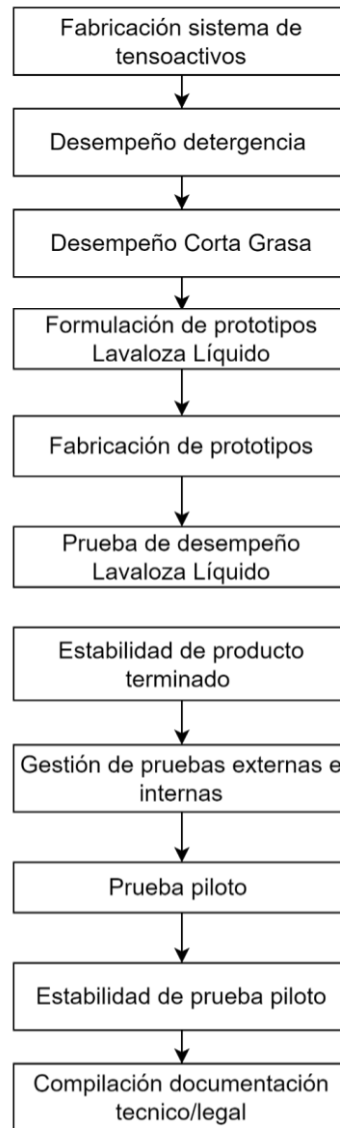 Fabricación sistema de
tensoactivos
Desempeño detergencia
Desempeño Corta Grasa
Formulación de prototipos
Lavaloza Líquido
Fabricación de prototipos
Prueba de desempeño
Lavaloza Líquido
Estabilidad de producto
terminado
Gestión de pruebas externas e
internas
Prueba piloto
Estabilidad de prueba piloto
Compilación documentación
tecnico/legal